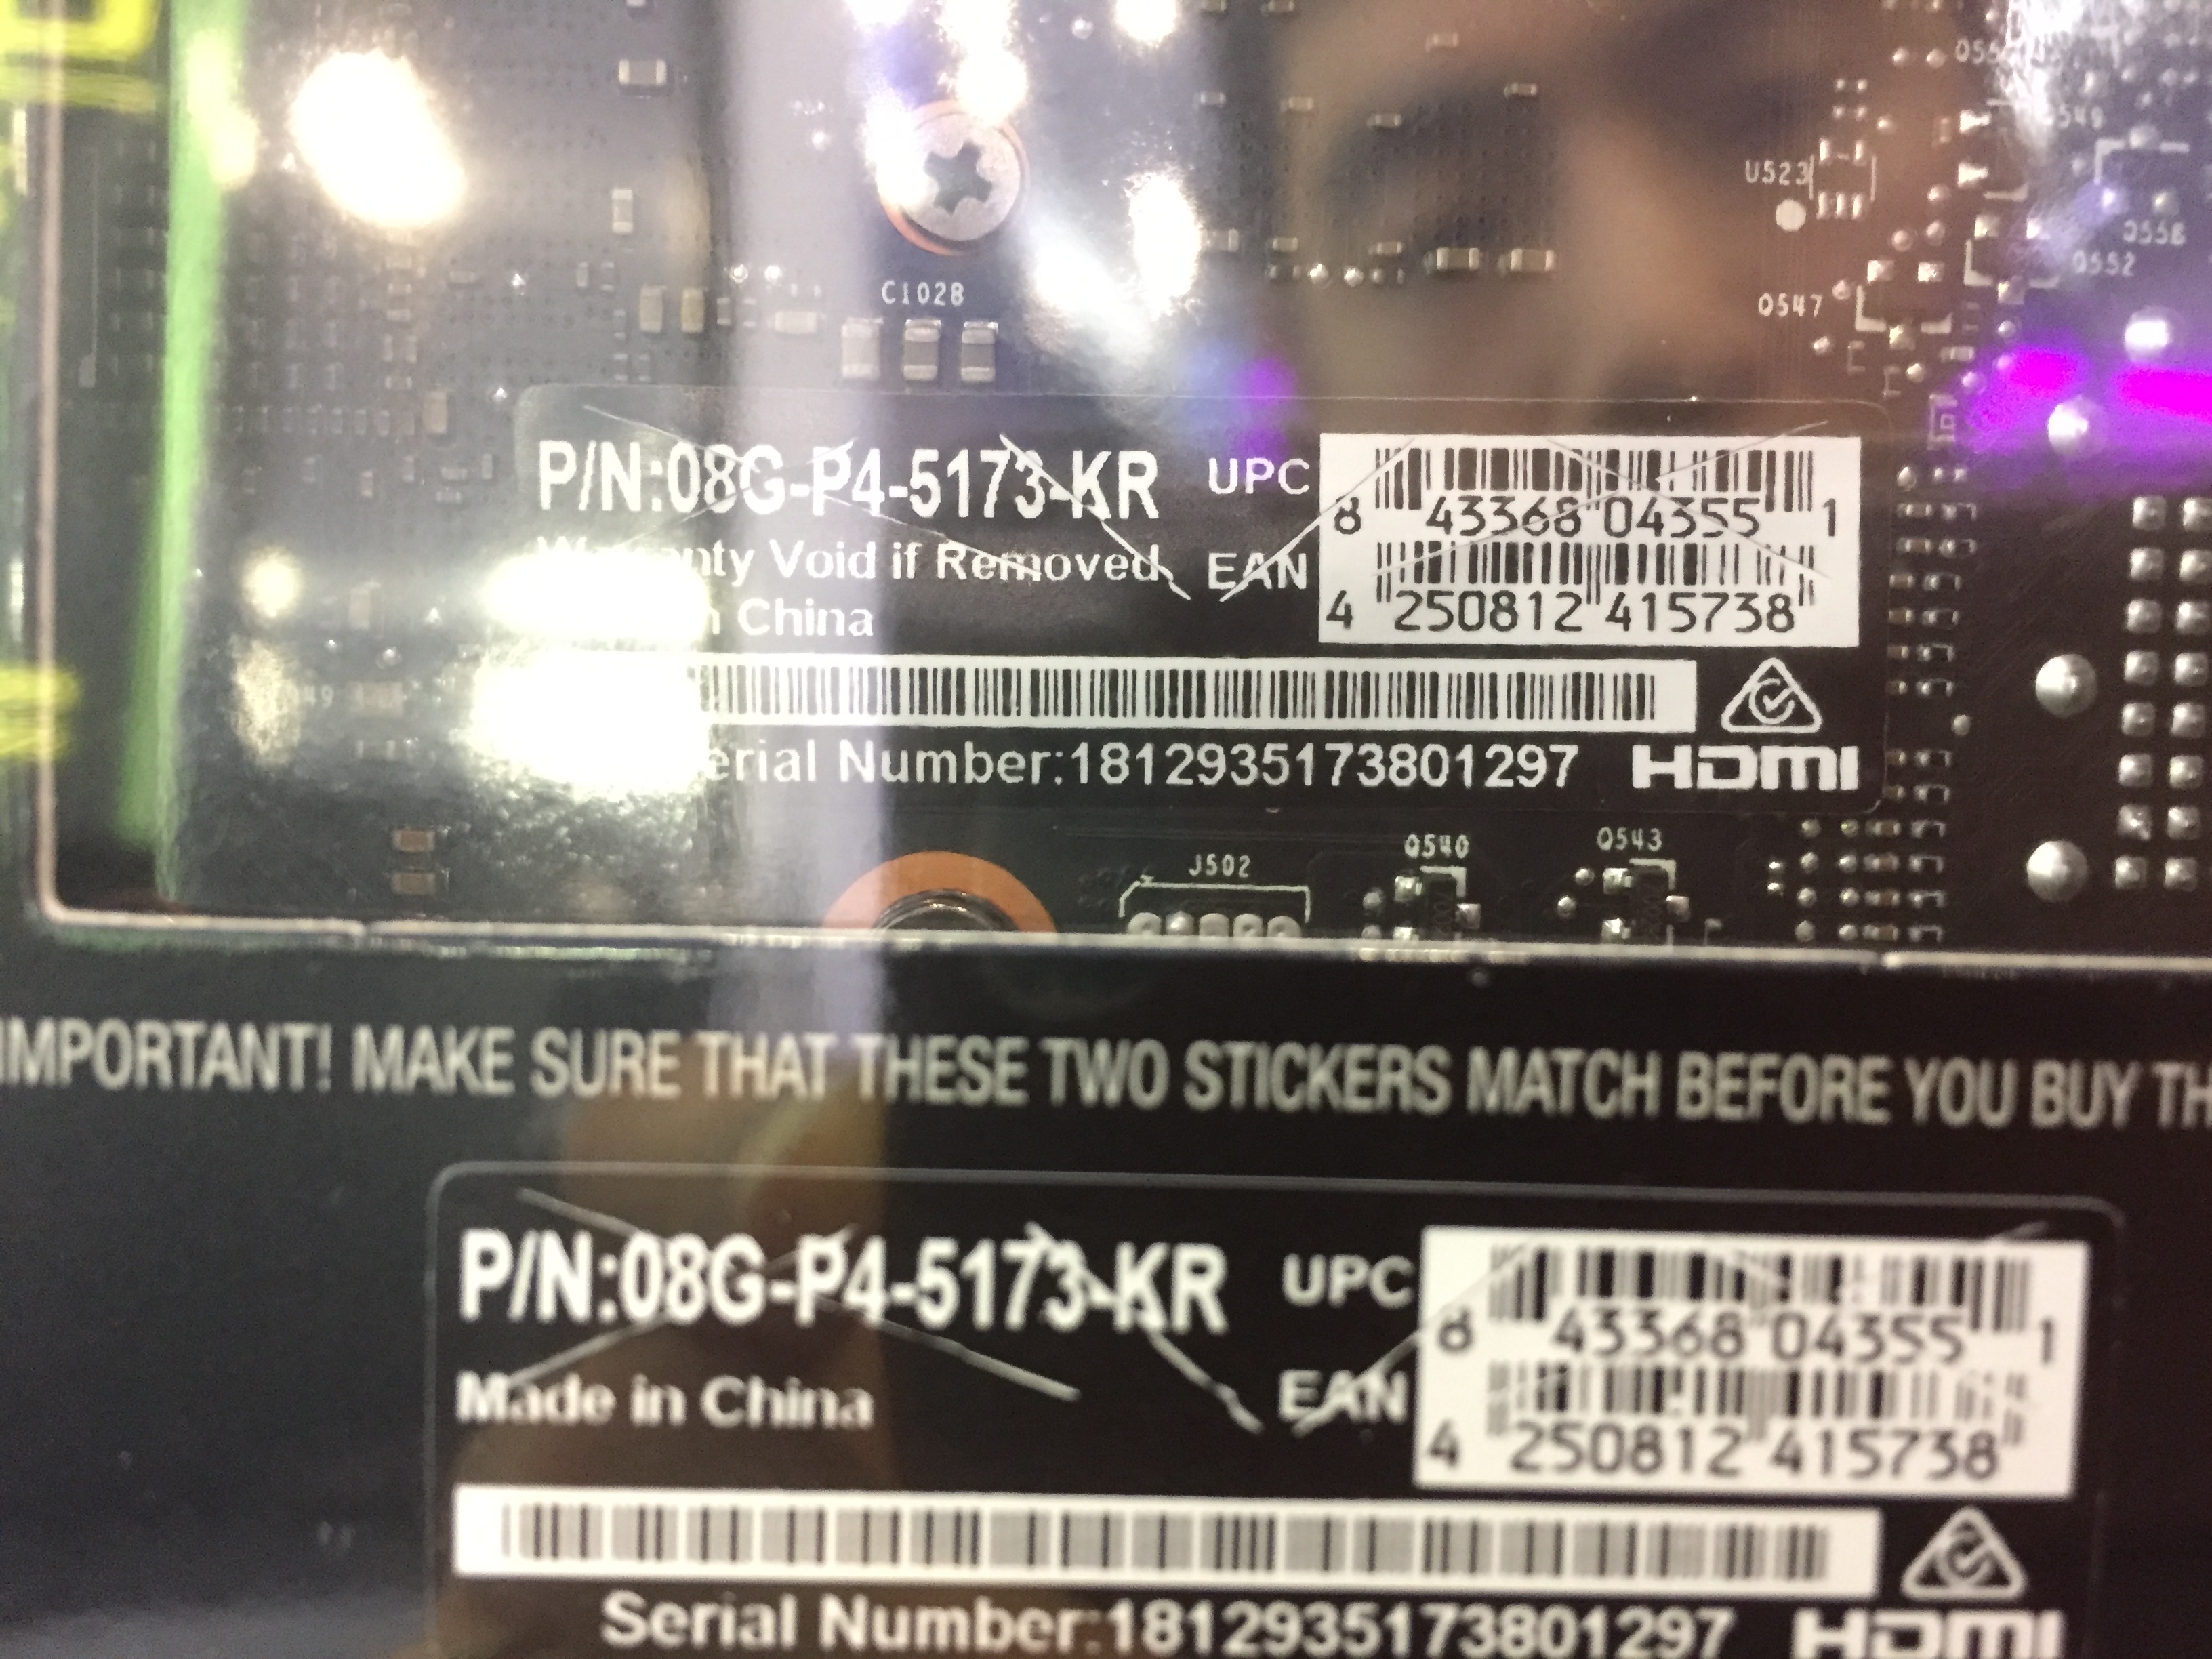 C1028
U523
Q547
Q552
P/N:08G-P4-5173-KR UPC
8 43368 04355 1
Void if Removed EAN
4 250812 415738
China
Number:1812935173801297 HDMI
J502 Q540 Q543
IMPORTANT! MAKE SURE THAT THESE TWO STICKERS MATCH BEFORE YOU BUY
P/N:08G-P4-5173-KR UPC
8 43368 04355 1
Made in China EAN
4 250812 415738
Serial Number:1812935173801297 HDMI